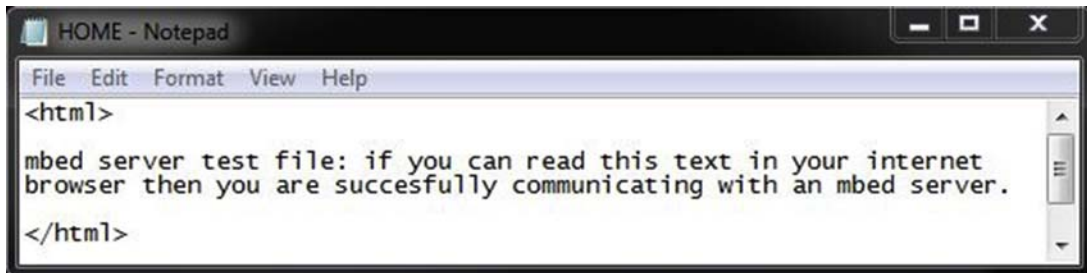 HOME - Notepad
File Edit Format View Help
<html>
mbed server test file: if you can read this text in your internet
browser then you are succesfully communicating with an mbed server.
</html>